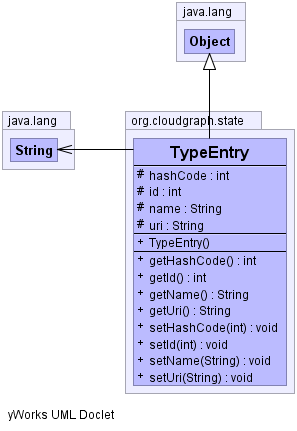 java.lang
Object
java.lang
String
org.cloudgraph.state
TypeEntry
# hashCode : int
# id : int
# name : String
# uri : String
+ TypeEntry()
+ getHashCode() : int
+ getId() : int
+ getName() : String
+ getUri() : String
+ setHashCode(int) : void
+ setId(int) : void
+ setName(String) : void
+ setUri(String) : void
yWorks UML Doclet